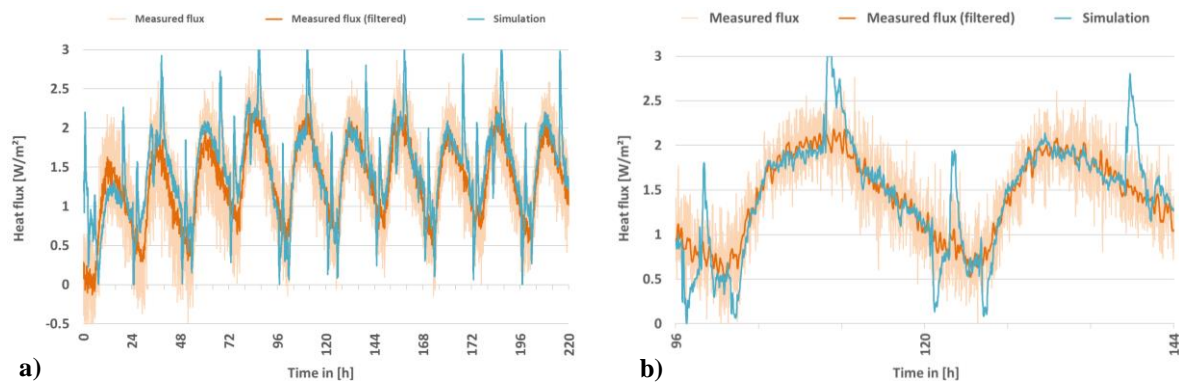 Measured flux Measured flux (filtered) Simulation
Heat flux [W/m²]
3
2.5
2
1.5
1
0.5
0
-0.5
0 24 48 72 96 120 144 168 196 220
Time in [h]
a)
Measured flux Measured flux (filtered) Simulation
Heat flux [W/m²]
3
2.5
2
1.5
1
0.5
0
96 120 144
Time in [h]
b)